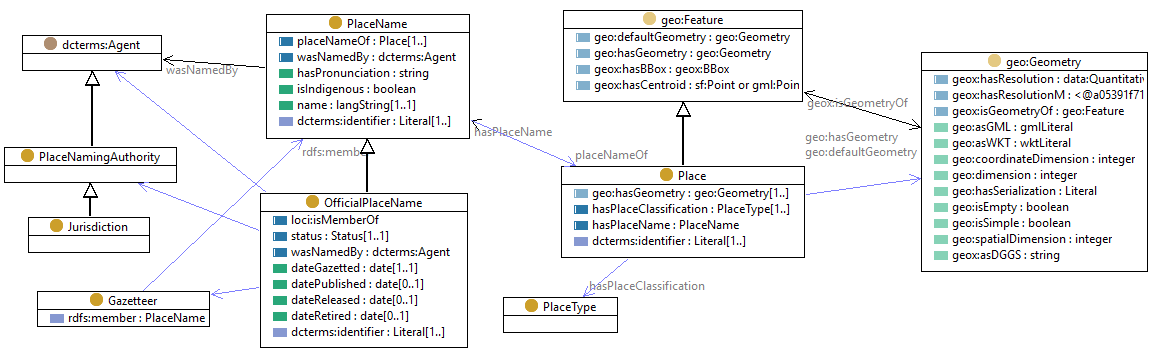 PlaceName
placeNameOf : Place[1..]
wasNamedBy : dcterms:Agent
hasPronunciation : string
isIndigenous : boolean
name : langString[1..1]
dcterms:identifier : Literal[1..]
dcterms:Agent
wasNamedBy
PlaceNamingAuthority
Jurisdiction
Gazetteer
rdfs:member : PlaceName
rdfs:memb
OfficialPlaceName
loci:isMemberOf
status : Status[1..1]
wasNamedBy : dcterms:Agent
dateGazetted : date[1..1]
datePublished : date[0..1]
dateReleased : date[0..1]
dateRetired : date[0..1]
dcterms:identifier : Literal[1..]
hasPlaceName
placeNameOf
geo:Feature
geo:defaultGeometry : geo:Geometry
geo:hasGeometry : geo:Geometry
geox:hasBBox : geox:BBox
geox:hasCentroid : sf:Point or gml:Poin
Place
geo:hasGeometry : geo:Geometry[1..]
hasPlaceClassification : PlaceType[1..]
hasPlaceName : PlaceName
dcterms:identifier : Literal[1..]
hasPlaceClassification
PlaceType
geox:isGeometryOf
geo:hasGeometry
geo:defaultGeometry
geo:Geometry
geox:hasResolution : data:Quantitativ
geox:hasResolutionM : <@a05391f71
geox:isGeometryOf : geo:Feature
geo:asGML : gmlLiteral
geo:asWKT : wktLiteral
geo:coordinateDimension : integer
geo:dimension : integer
geo:hasSerialization : Literal
geo:isEmpty : boolean
geo:isSimple : boolean
geo:spatialDimension : integer
geox:asDGGS : string